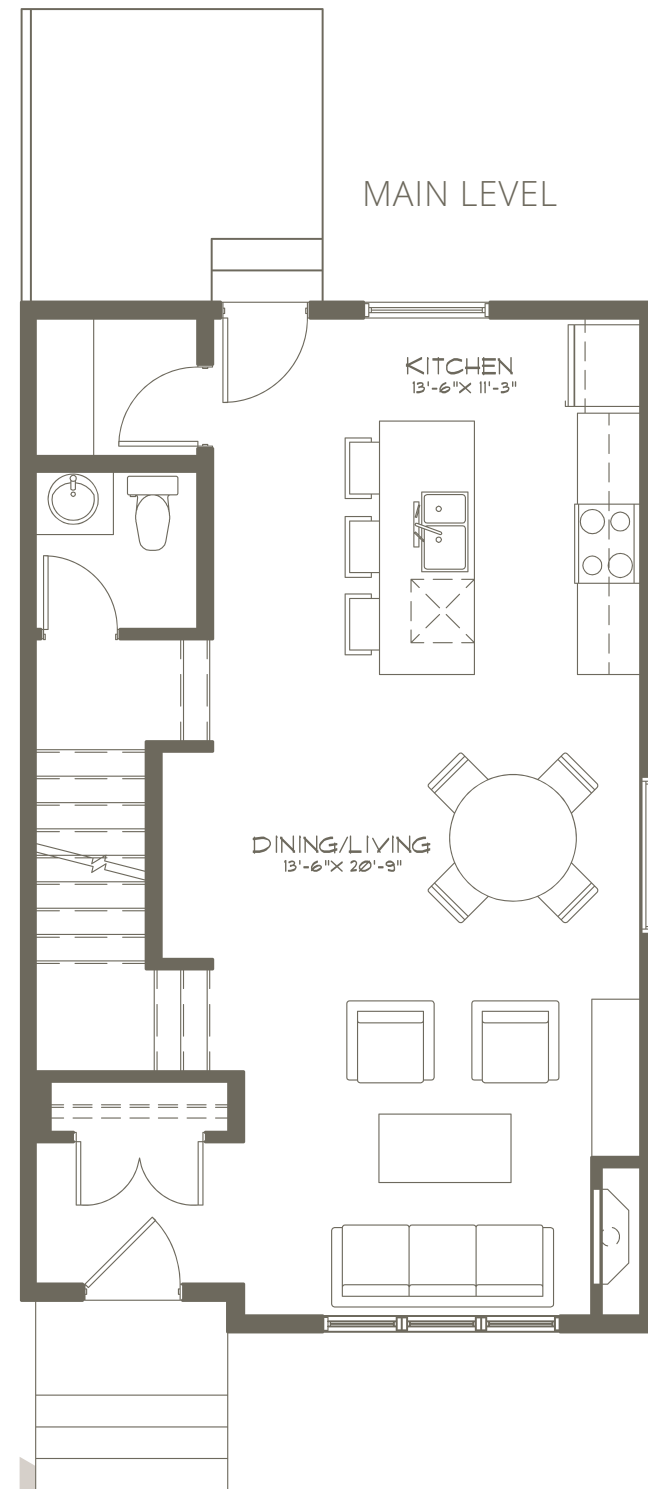 MAIN LEVEL
KITCHEN
13'-6"X 11'-3"
DINING/LIVING
13'-6"X 20'-9"